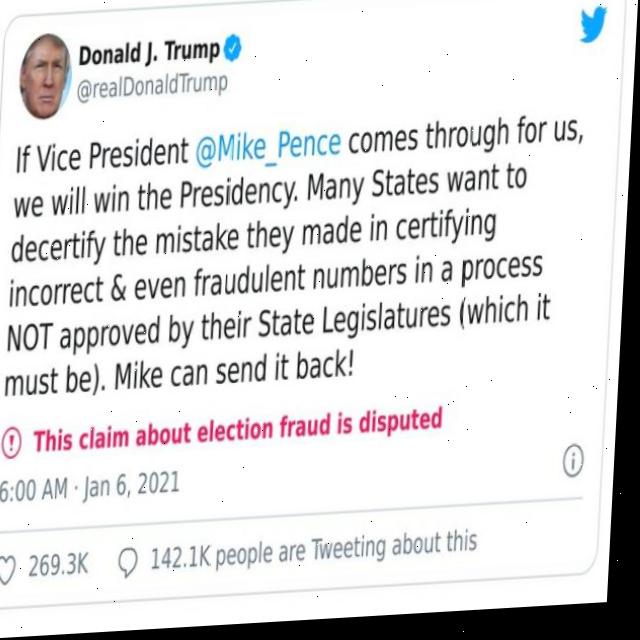 Donald J. Trump
@realDonaldTrump
If Vice President @Mike_Pence comes through for us,
we will win the Presidency. Many States want to
decertify the mistake they made in certifying
incorrect & even fraudulent numbers in a process
NOT approved by their State Legislatures (which it
must be). Mike can send it back!
This claim about election fraud is disputed
6:00 AM · Jan 6, 2021
269.3K 142.1K people are Tweeting about this